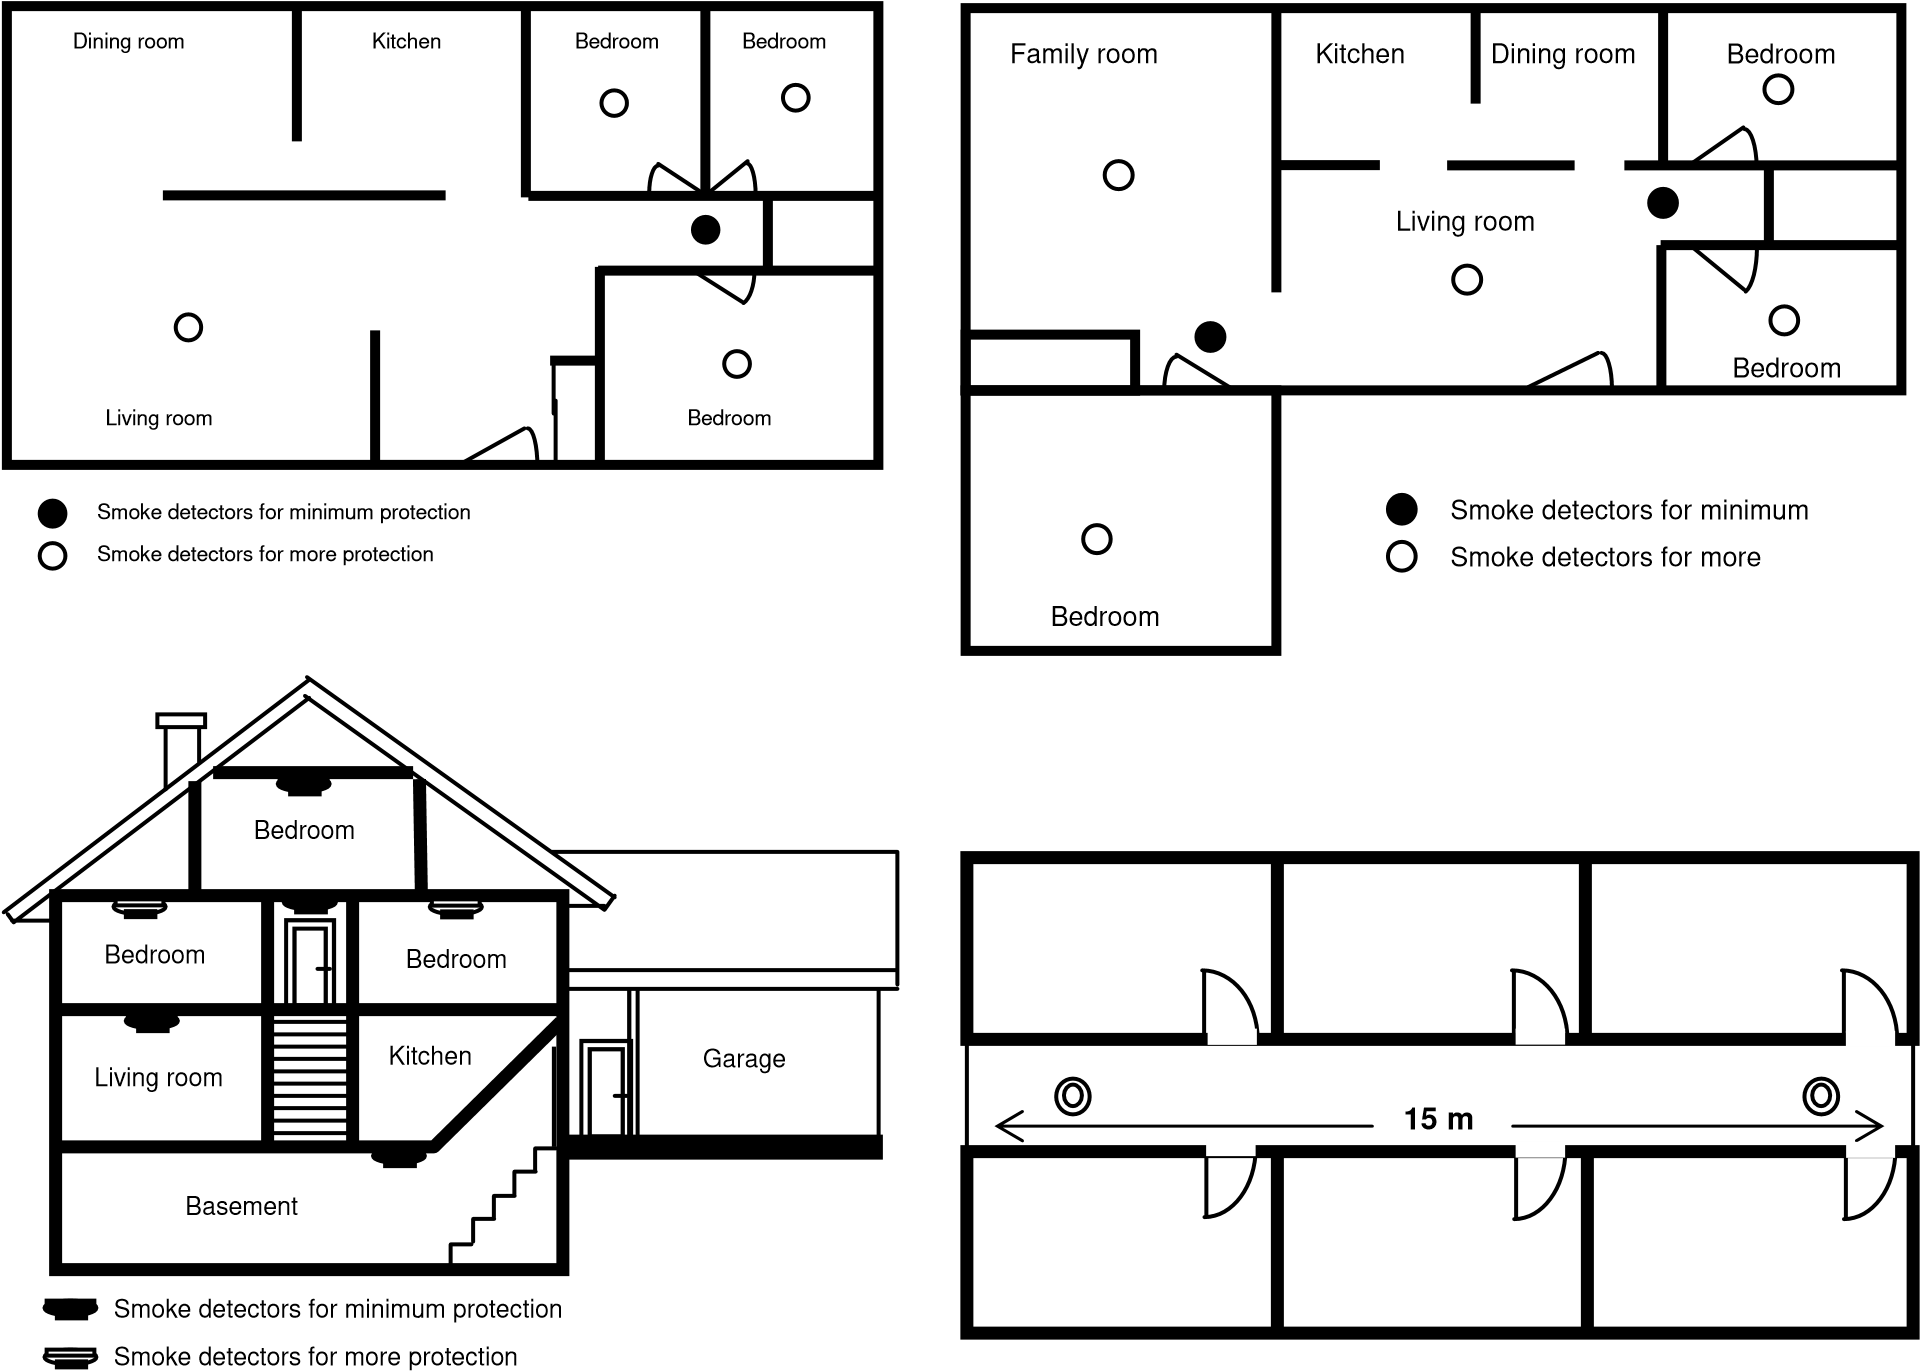 Dining room
Kitchen
Bedroom
Bedroom
Living room
Bedroom
Smoke detectors for minimum protection
Smoke detectors for more protection
Family room
Kitchen
Dining room
Bedroom
Living room
Bedroom
Bedroom
Smoke detectors for minimum
Smoke detectors for more
Bedroom
Bedroom
Bedroom
Living room
Kitchen
Garage
Basement
Smoke detectors for minimum protection
Smoke detectors for more protection
15 m